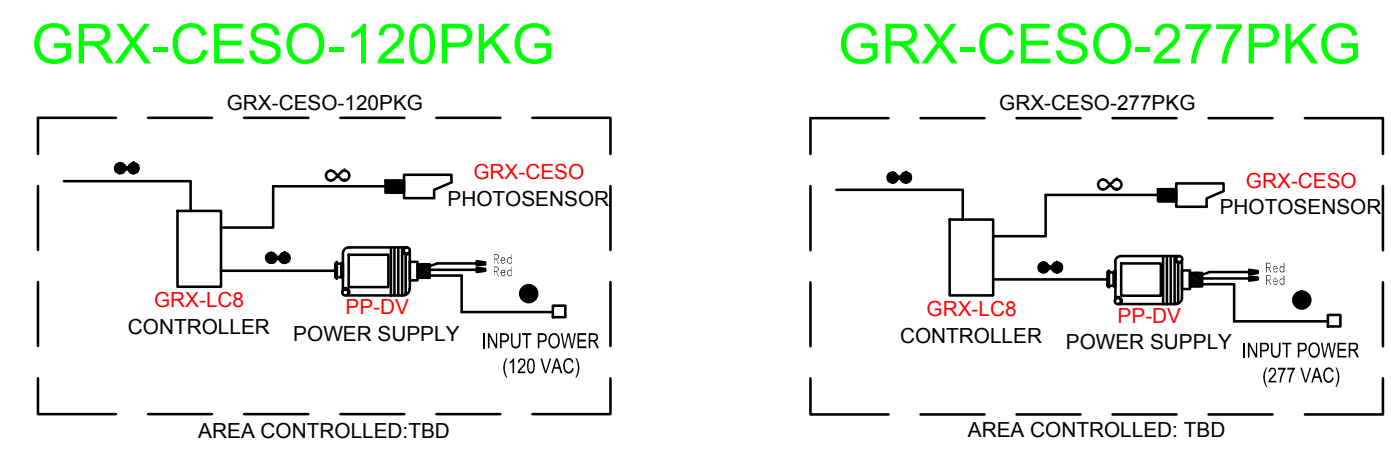 GRX-CESO-120PKG
GRX-CESO-120PKG
GRX-CESO
PHOTOSENSOR
Red
Red
GRX-LC8
CONTROLLER
PP-DV
POWER SUPPLY
INPUT POWER
(120 VAC)
AREA CONTROLLED:TBD
GRX-CESO-277PKG
GRX-CESO-277PKG
GRX-CESO
PHOTOSENSOR
Red
Red
GRX-LC8
CONTROLLER
PP-DV
POWER SUPPLY
INPUT POWER
(277 VAC)
AREA CONTROLLED: TBD